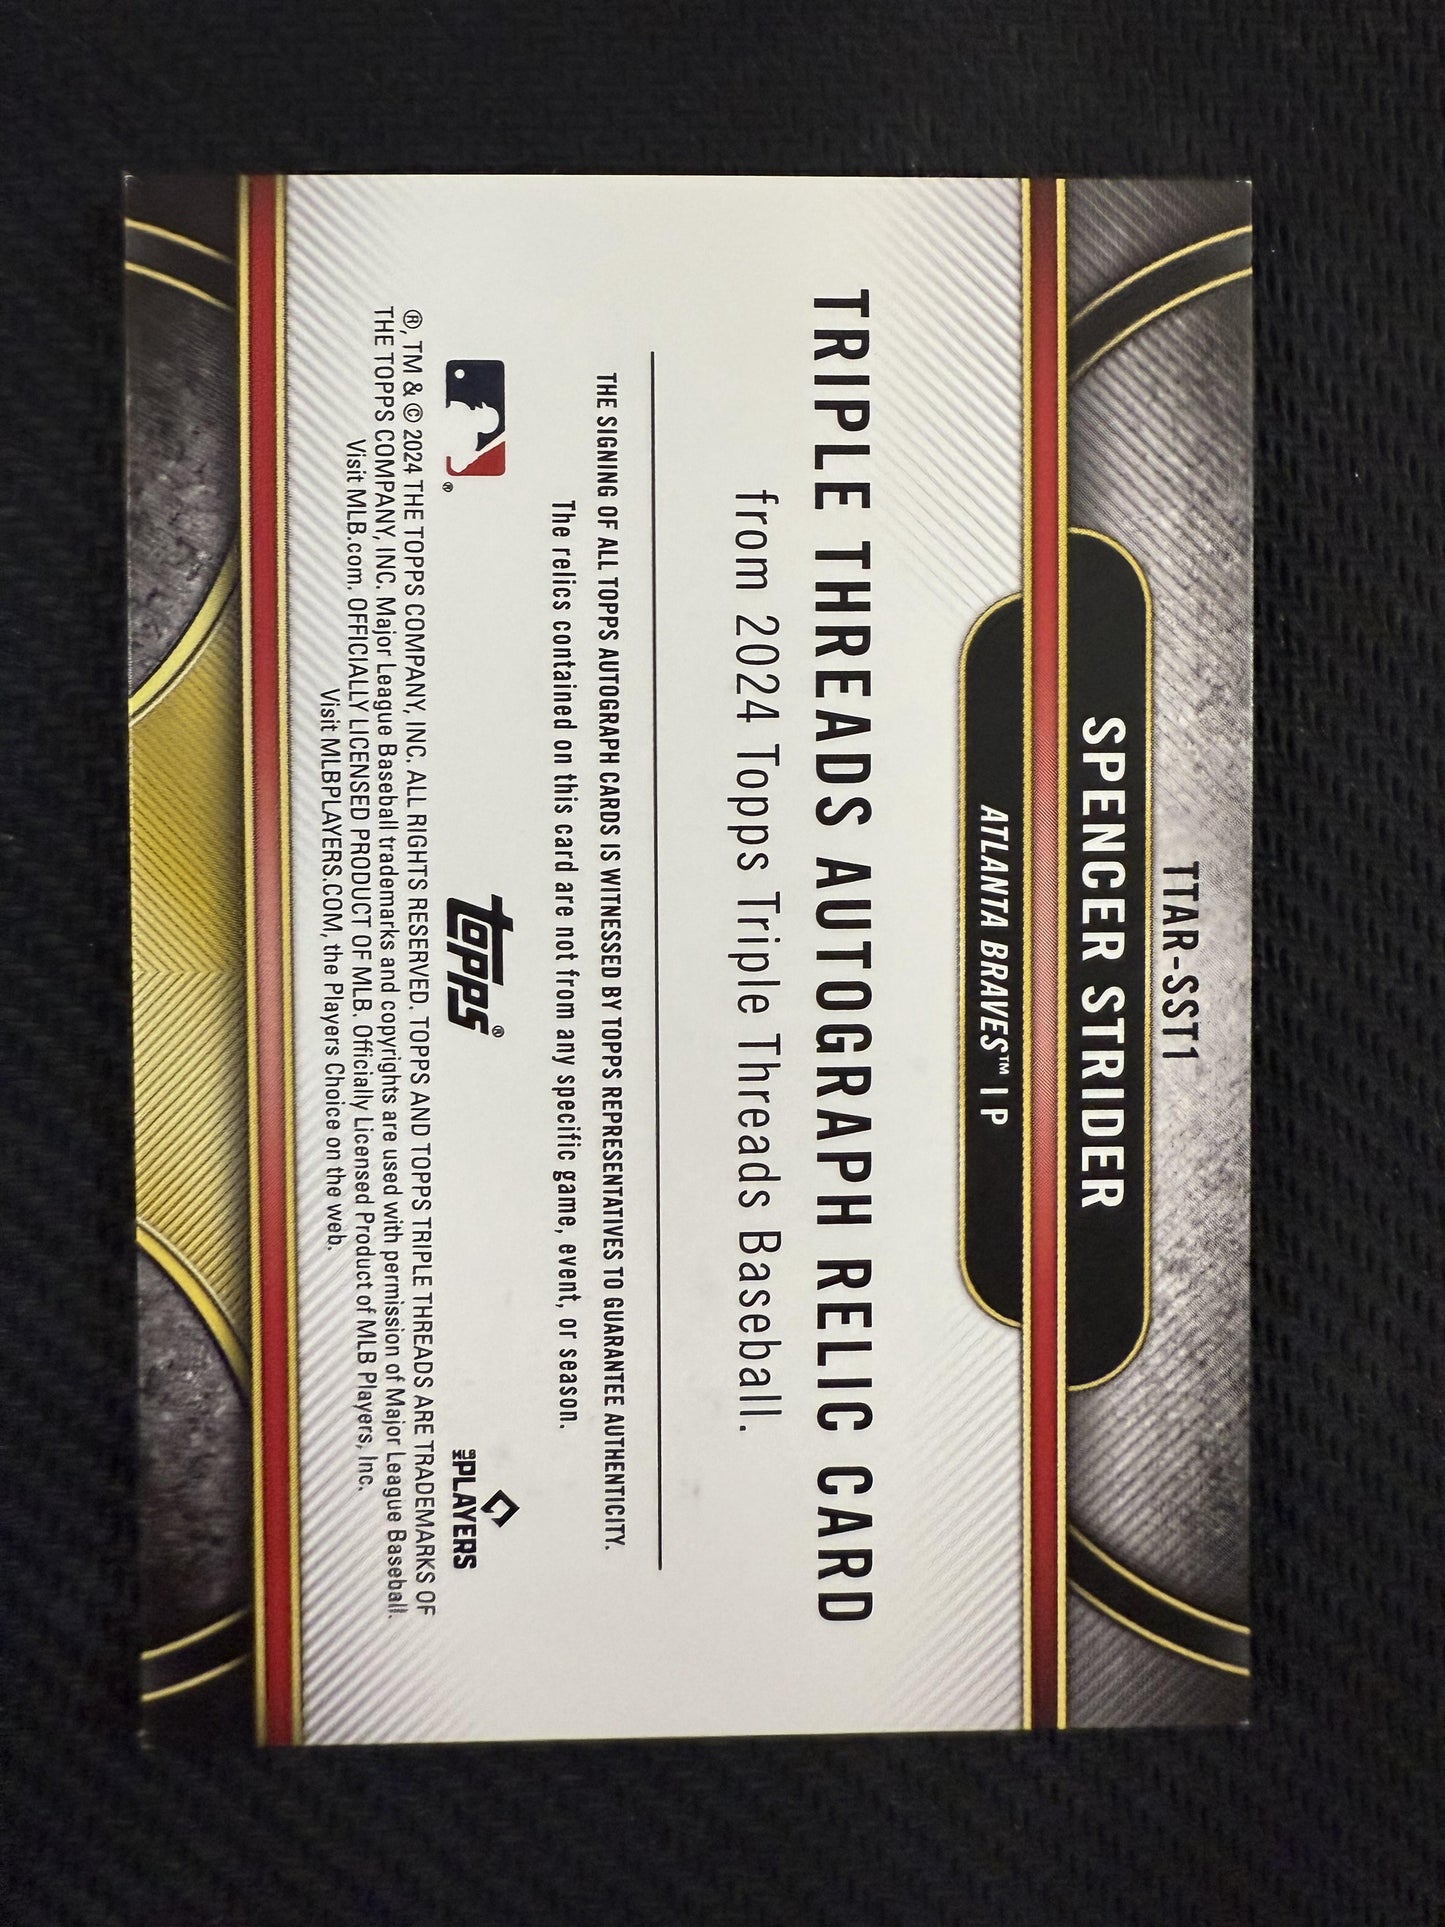 TTAR-SST1
SPENCER STRIDER
ATLANTA BRAVES™ | P
TRIPLE THREADS AUTOGRAPH RELIC CARD
from 2024 Topps Triple Threads Baseball.
THE SIGNING OF ALL TOPPS AUTOGRAPH CARDS IS WITNESSED BY TOPPS REPRESENTATIVES TO GUARANTEE AUTHENTICITY.
The relics contained on this card are not from any specific game, event, or season.
®
topps®
MLB PLAYERS
®, TM & © 2024 THE TOPPS COMPANY, INC. ALL RIGHTS RESERVED. TOPPS AND TOPPS TRIPLE THREADS ARE TRADEMARKS OF
THE TOPPS COMPANY, INC. Major League Baseball trademarks and copyrights are used with permission of Major League Baseball.
Visit MLB.com. OFFICIALLY LICENSED PRODUCT OF MLB. Officially Licensed Product of MLB Players, Inc.
Visit MLBPLAYERS.COM, the Players Choice on the web.